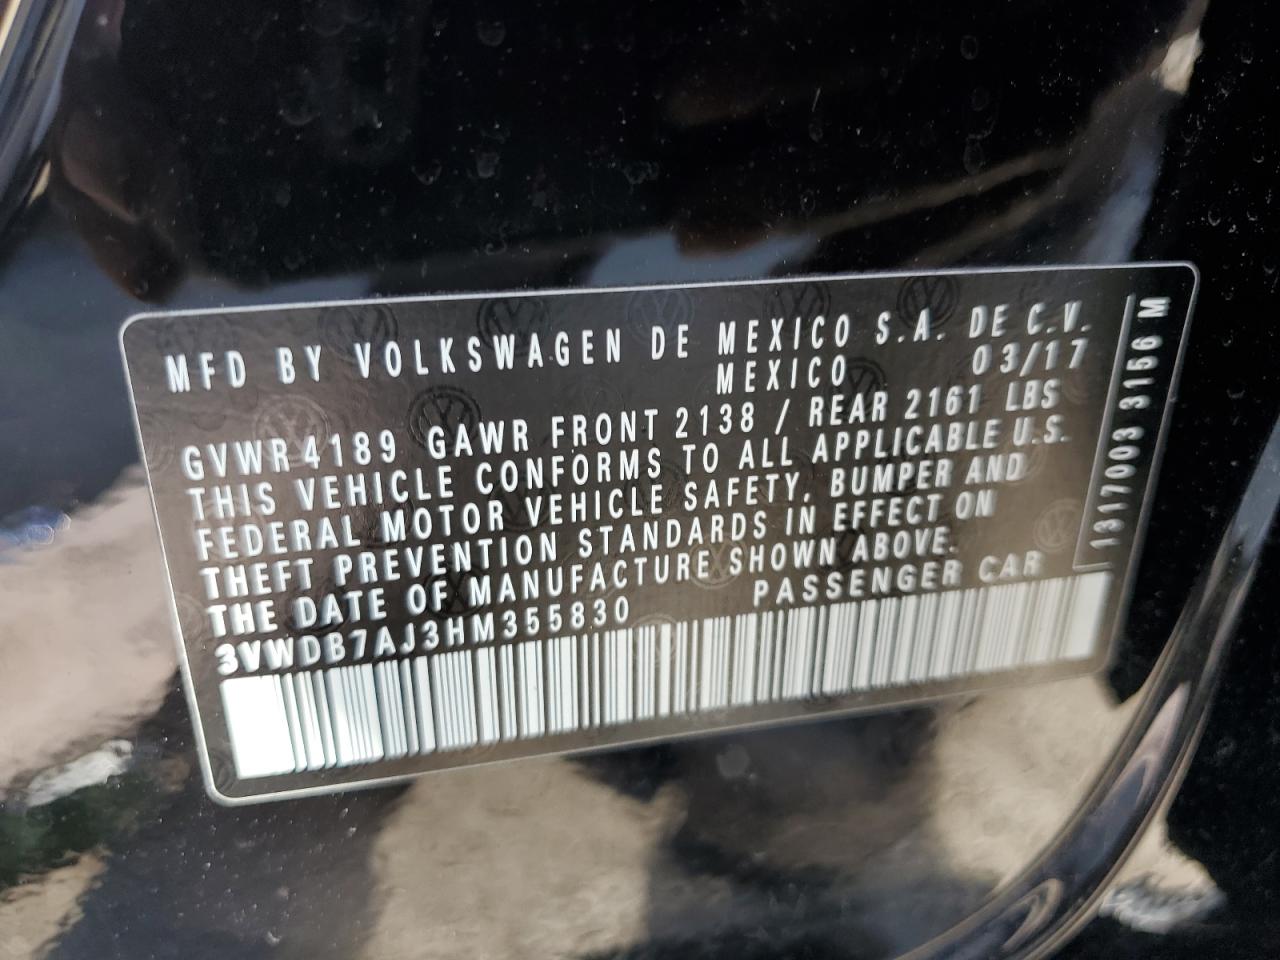 MFD BY VOLKSWAGEN DE MEXICO S.A. DE C.V.
MEXICO 03/17
GVWR 4189 GAWR FRONT 2138 / REAR 2161 LBS
THIS VEHICLE CONFORMS TO ALL APPLICABLE U.S.
FEDERAL MOTOR VEHICLE SAFETY, BUMPER AND
THEFT PREVENTION STANDARDS IN EFFECT ON
THE DATE OF MANUFACTURE SHOWN ABOVE.
3VWDB7AJ3HM355830 PASSENGER CAR
1317003 3156 M